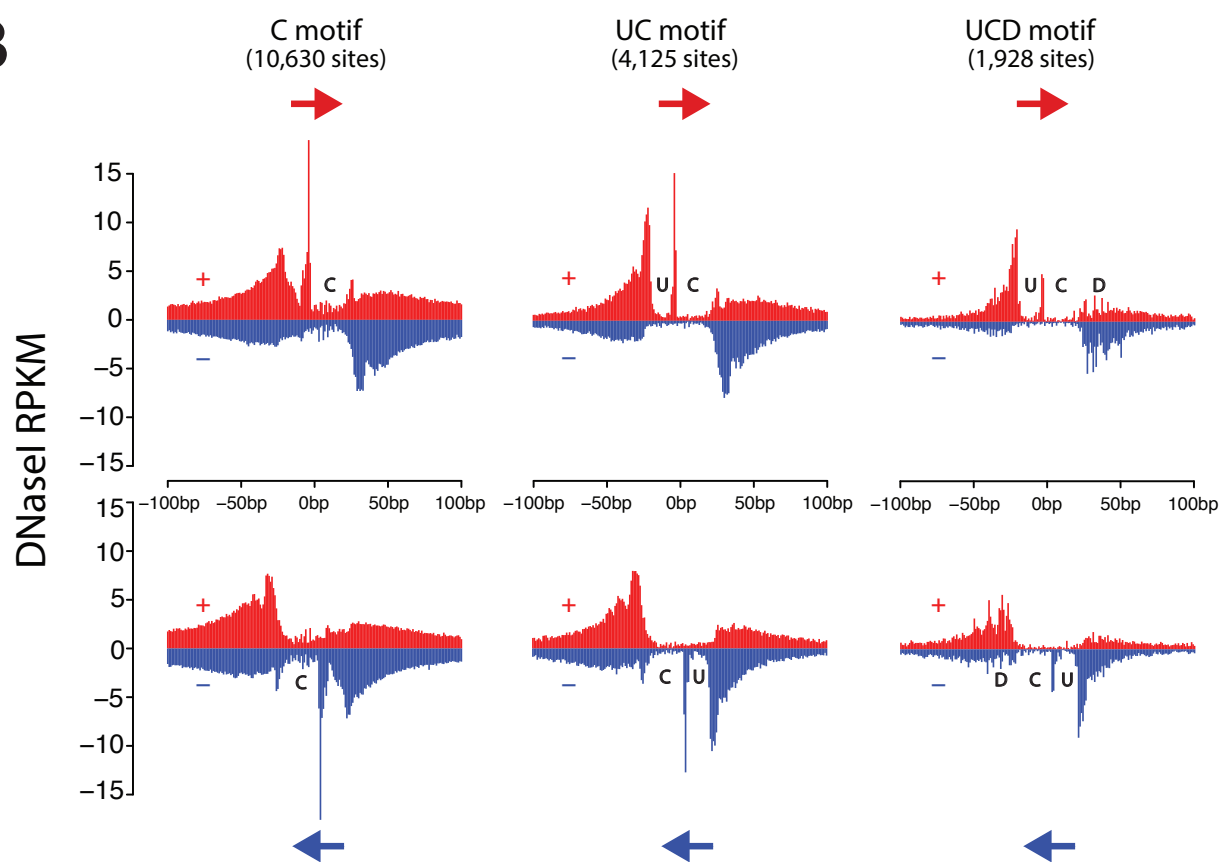 B
C motif UC motif UCD motif
(10,630 sites) (4,125 sites) (1,928 sites)
DNaseI RPKM
15
10
5
0
−5
−10
−15
+ C + U C + U C D
− − −
−100bp −50bp 0bp 50bp 100bp −100bp −50bp 0bp 50bp 100bp −100bp −50bp 0bp 50bp 100bp
15
10
5
0
−5
−10
−15
+ + +
− C − C U − D C U